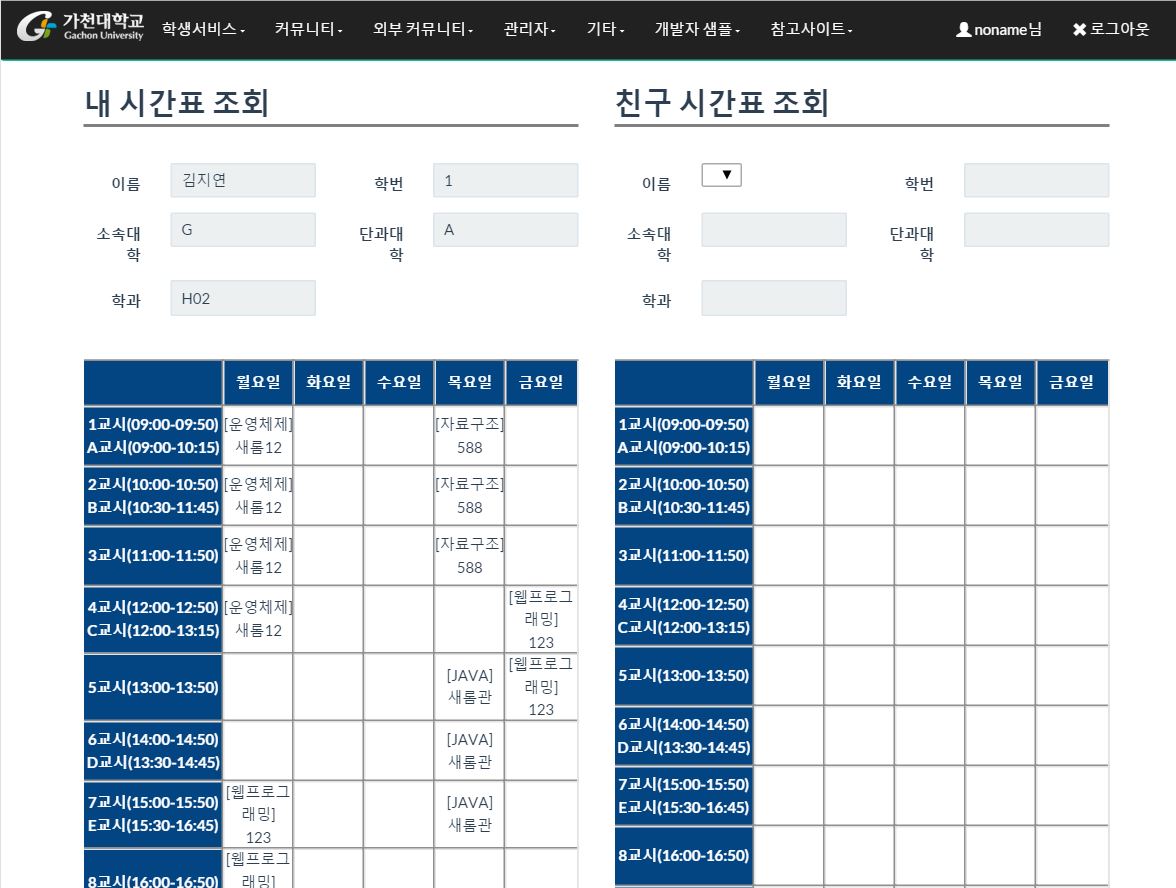 가천대학교
Gachon University
학생서비스 커뮤니티 외부 커뮤니티 관리자 기타 개발자 샘플 참고사이트 noname님 로그아웃
내 시간표 조회
이름 김지연 학번 1
소속대 G 단과대 A
학 학
학과 H02
월요일 화요일 수요일 목요일 금요일
1교시(09:00-09:50) [운영체제] [자료구조]
A교시(09:00-10:15) 새롬12 588
2교시(10:00-10:50) [운영체제] [자료구조]
B교시(10:30-11:45) 새롬12 588
3교시(11:00-11:50) [운영체제] [자료구조]
새롬12 588
4교시(12:00-12:50) [운영체제] [웹프로그
C교시(12:00-13:15) 새롬12 래밍]
123
5교시(13:00-13:50) [JAVA] [웹프로그
새롬관 래밍]
123
6교시(14:00-14:50) [JAVA]
D교시(13:30-14:45) 새롬관
7교시(15:00-15:50) [웹프로그 [JAVA]
E교시(15:30-16:45) 래밍] 새롬관
123
8교시(16:00-16:50) [웹프로그
래밍]
친구 시간표 조회
이름 학번
소속대 단과대
학 학
학과
월요일 화요일 수요일 목요일 금요일
1교시(09:00-09:50)
A교시(09:00-10:15)
2교시(10:00-10:50)
B교시(10:30-11:45)
3교시(11:00-11:50)
4교시(12:00-12:50)
C교시(12:00-13:15)
5교시(13:00-13:50)
6교시(14:00-14:50)
D교시(13:30-14:45)
7교시(15:00-15:50)
E교시(15:30-16:45)
8교시(16:00-16:50)